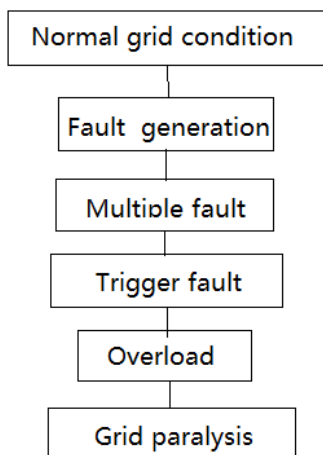 Normal grid condition
Fault generation
Multiple fault
Trigger fault
Overload
Grid paralysis